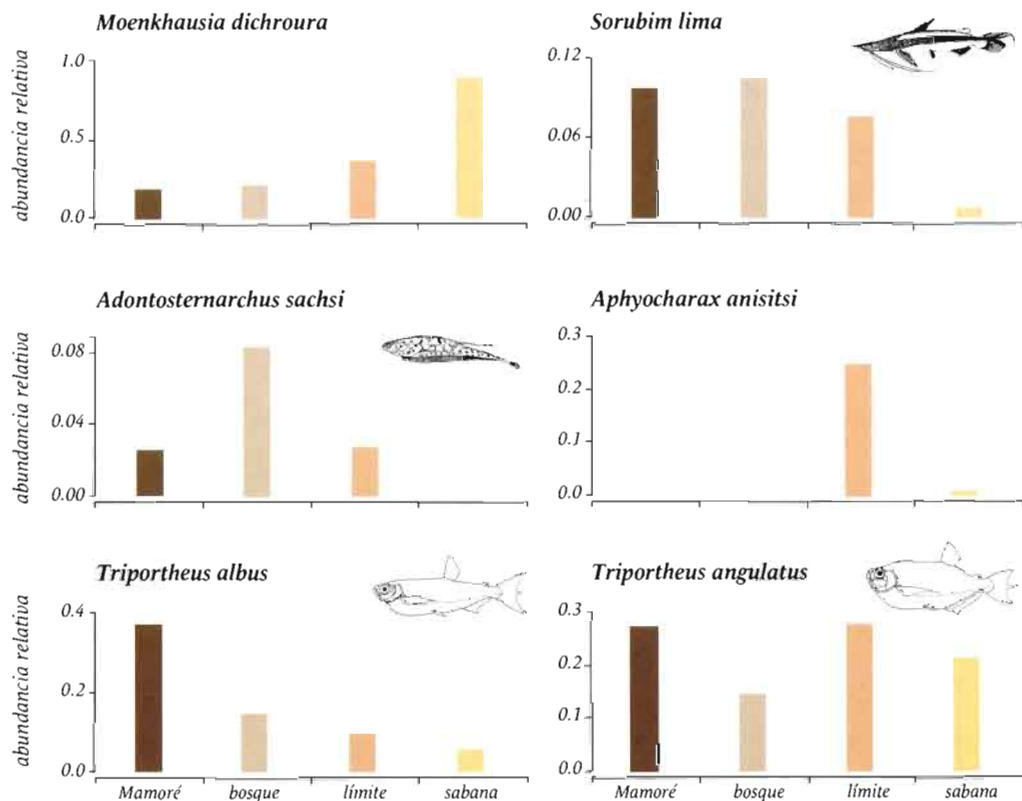 Moenkhausia dichroura
Sorubim lima
abundancia relativa
1.0
0.5
0.0
0.12
0.06
0.00
Adontosternarchus sachsi
Aphyocharax anisitsi
abundancia relativa
0.08
0.04
0.00
0.3
0.2
0.1
0.0
Triportheus albus
Triportheus angulatus
abundancia relativa
0.4
0.2
0.0
0.3
0.2
0.1
0.0
Mamoré bosque límite sabana
Mamoré bosque límite sabana